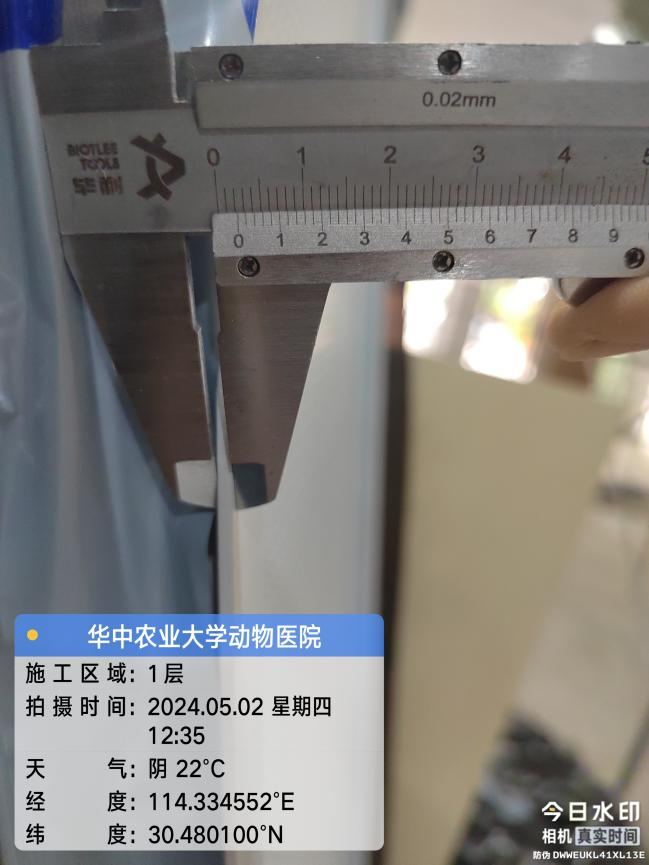 0.02mm
BIOTLEE
TOOLS
0 1 2 3 4 5
0 1 2 3 4 5 6 7 8 9
华中农业大学动物医院
施工区域：1层
拍摄时间：2024.05.02 星期四
12:35
天气：阴 22°C
经度：114.334552°E
纬度：30.480100°N
今日水印
相机 真实时间
防伪 DWWEUKL41XL13E